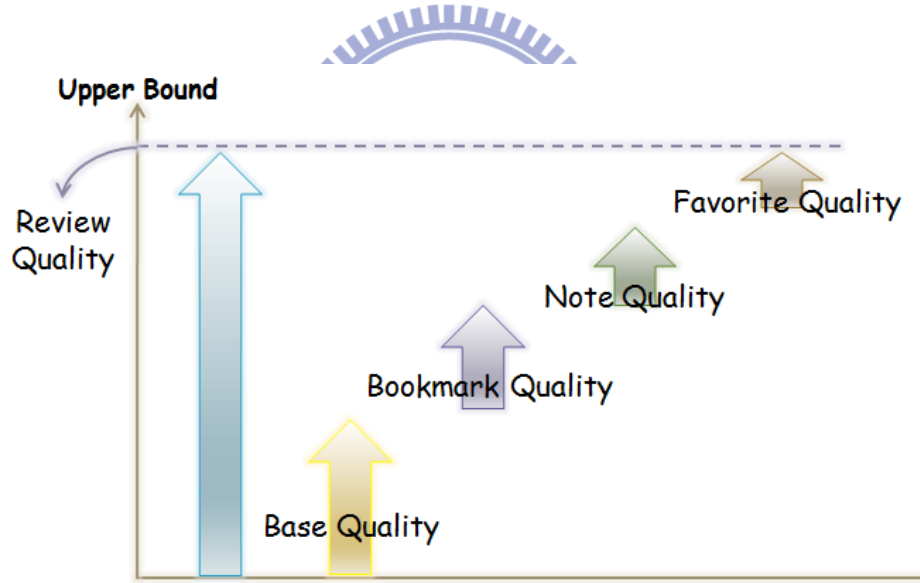 Upper Bound
Review
Quality
Favorite Quality
Note Quality
Bookmark Quality
Base Quality